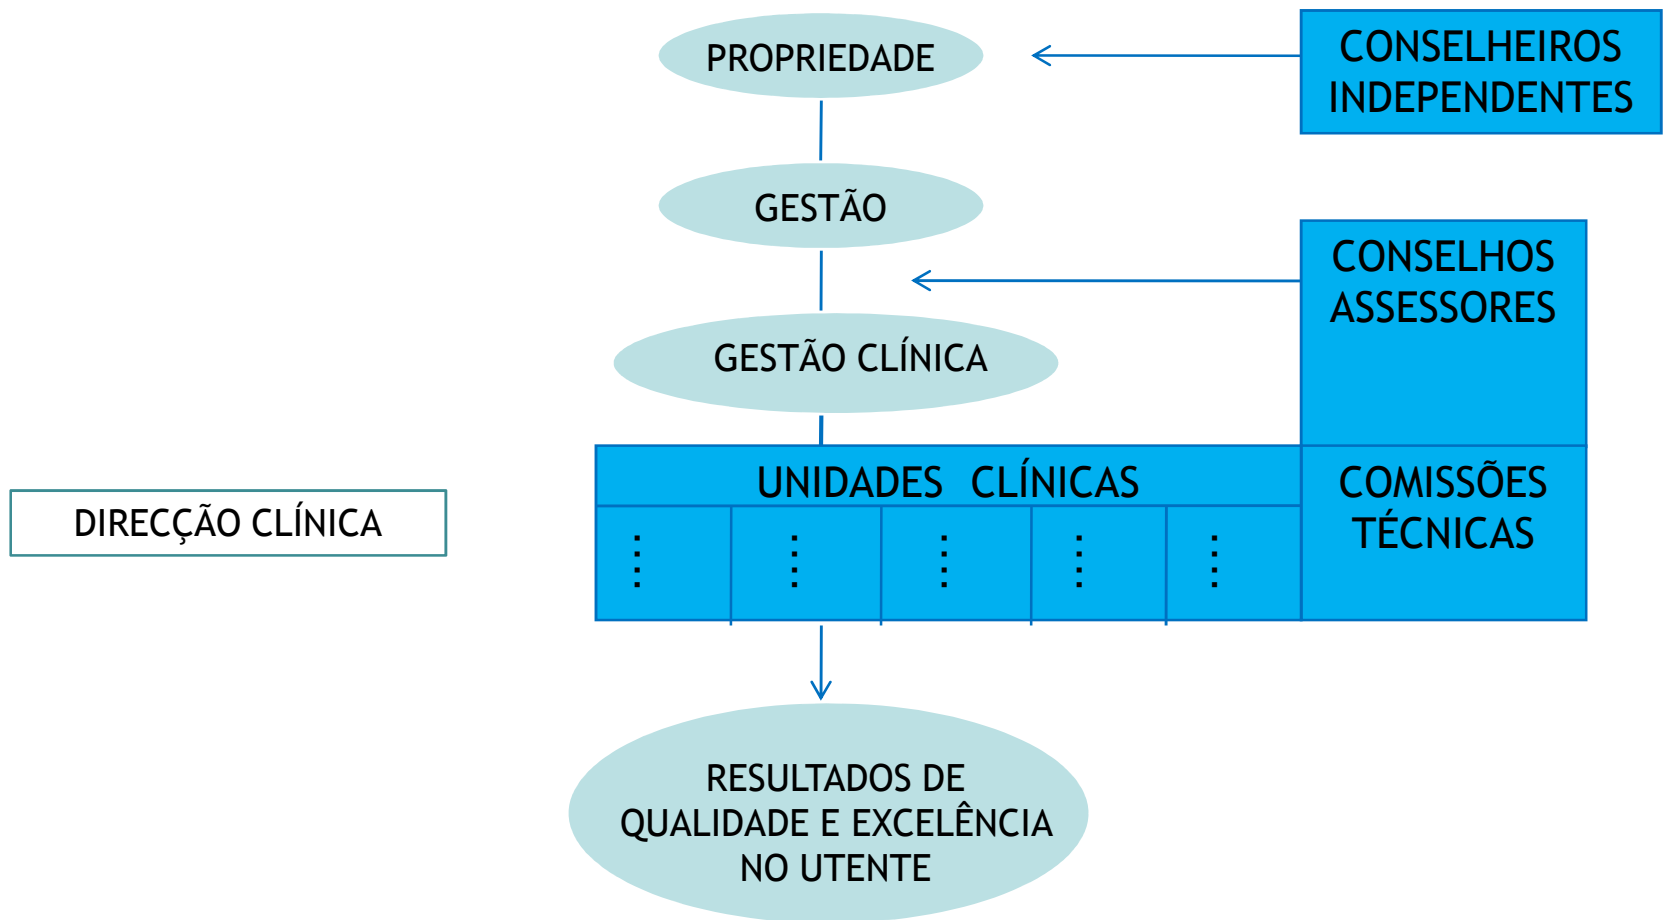 PROPRIEDADE
CONSELHEIROS
INDEPENDENTES
GESTÃO
CONSELHOS
ASSESSORES
GESTÃO CLÍNICA
UNIDADES CLÍNICAS
COMISSÕES
TÉCNICAS
DIRECÇÃO CLÍNICA
RESULTADOS DE
QUALIDADE E EXCELÊNCIA
NO UTENTE